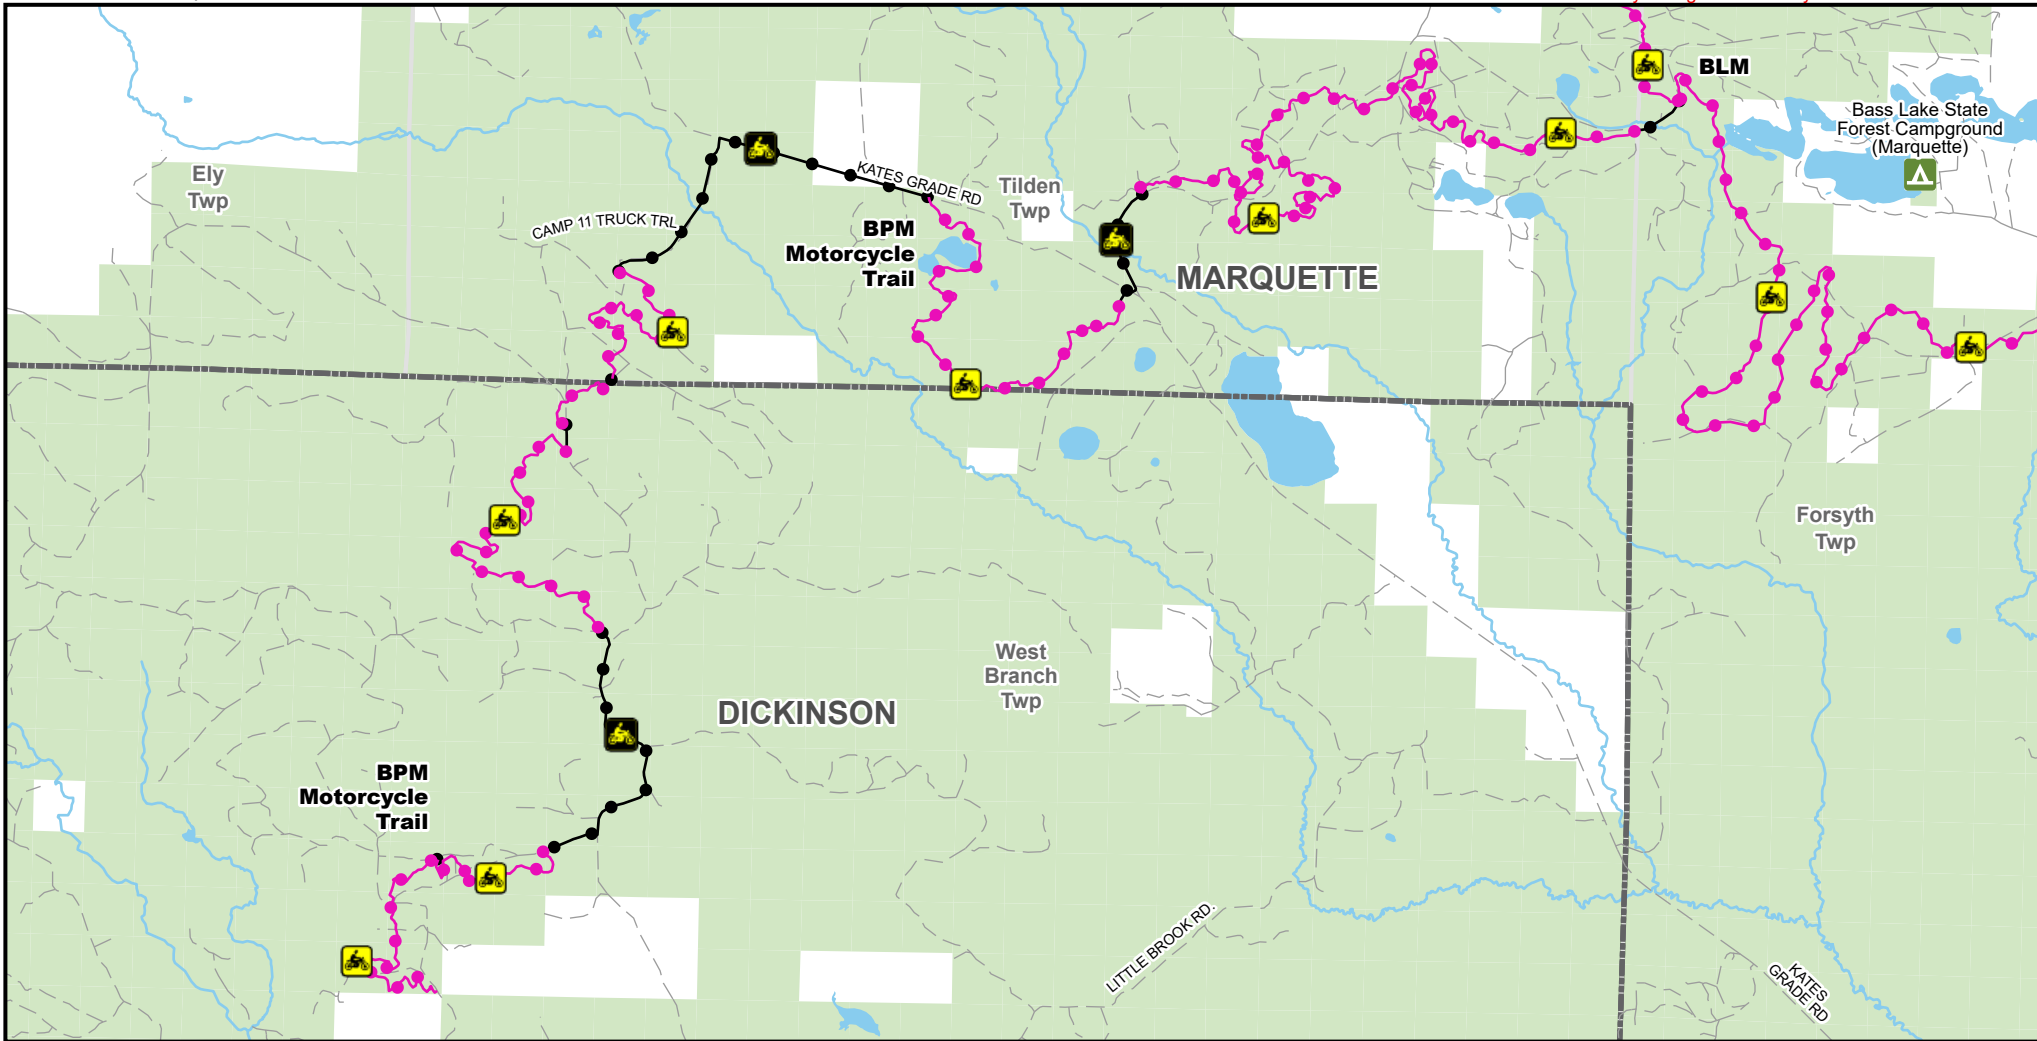 BLM
Bass Lake State
Forest Campground
(Marquette)
Ely
Twp
KATES GRADE RD
Tilden
Twp
CAMP 11 TRUCK TRL
BPM
Motorcycle
Trail
MARQUETTE
Forsyth
Twp
West
Branch
Twp
DICKINSON
BPM
Motorcycle
Trail
LITTLE BROOK RD.
KATES
GRADE RD